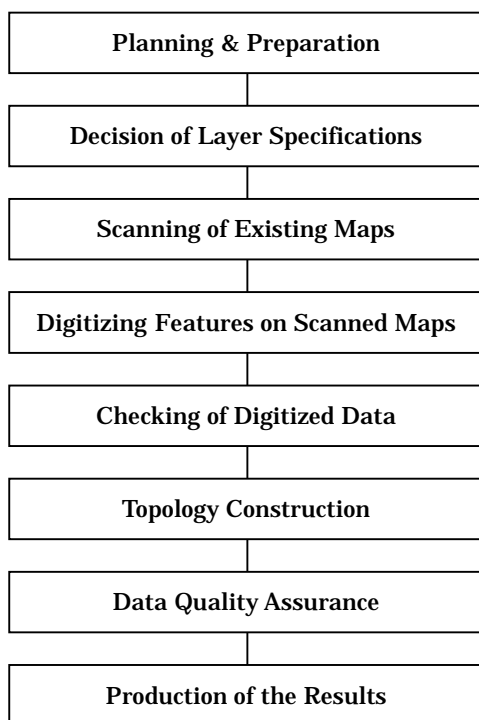 Planning & Preparation
Decision of Layer Specifications
Scanning of Existing Maps
Digitizing Features on Scanned Maps
Checking of Digitized Data
Topology Construction
Data Quality Assurance
Production of the Results